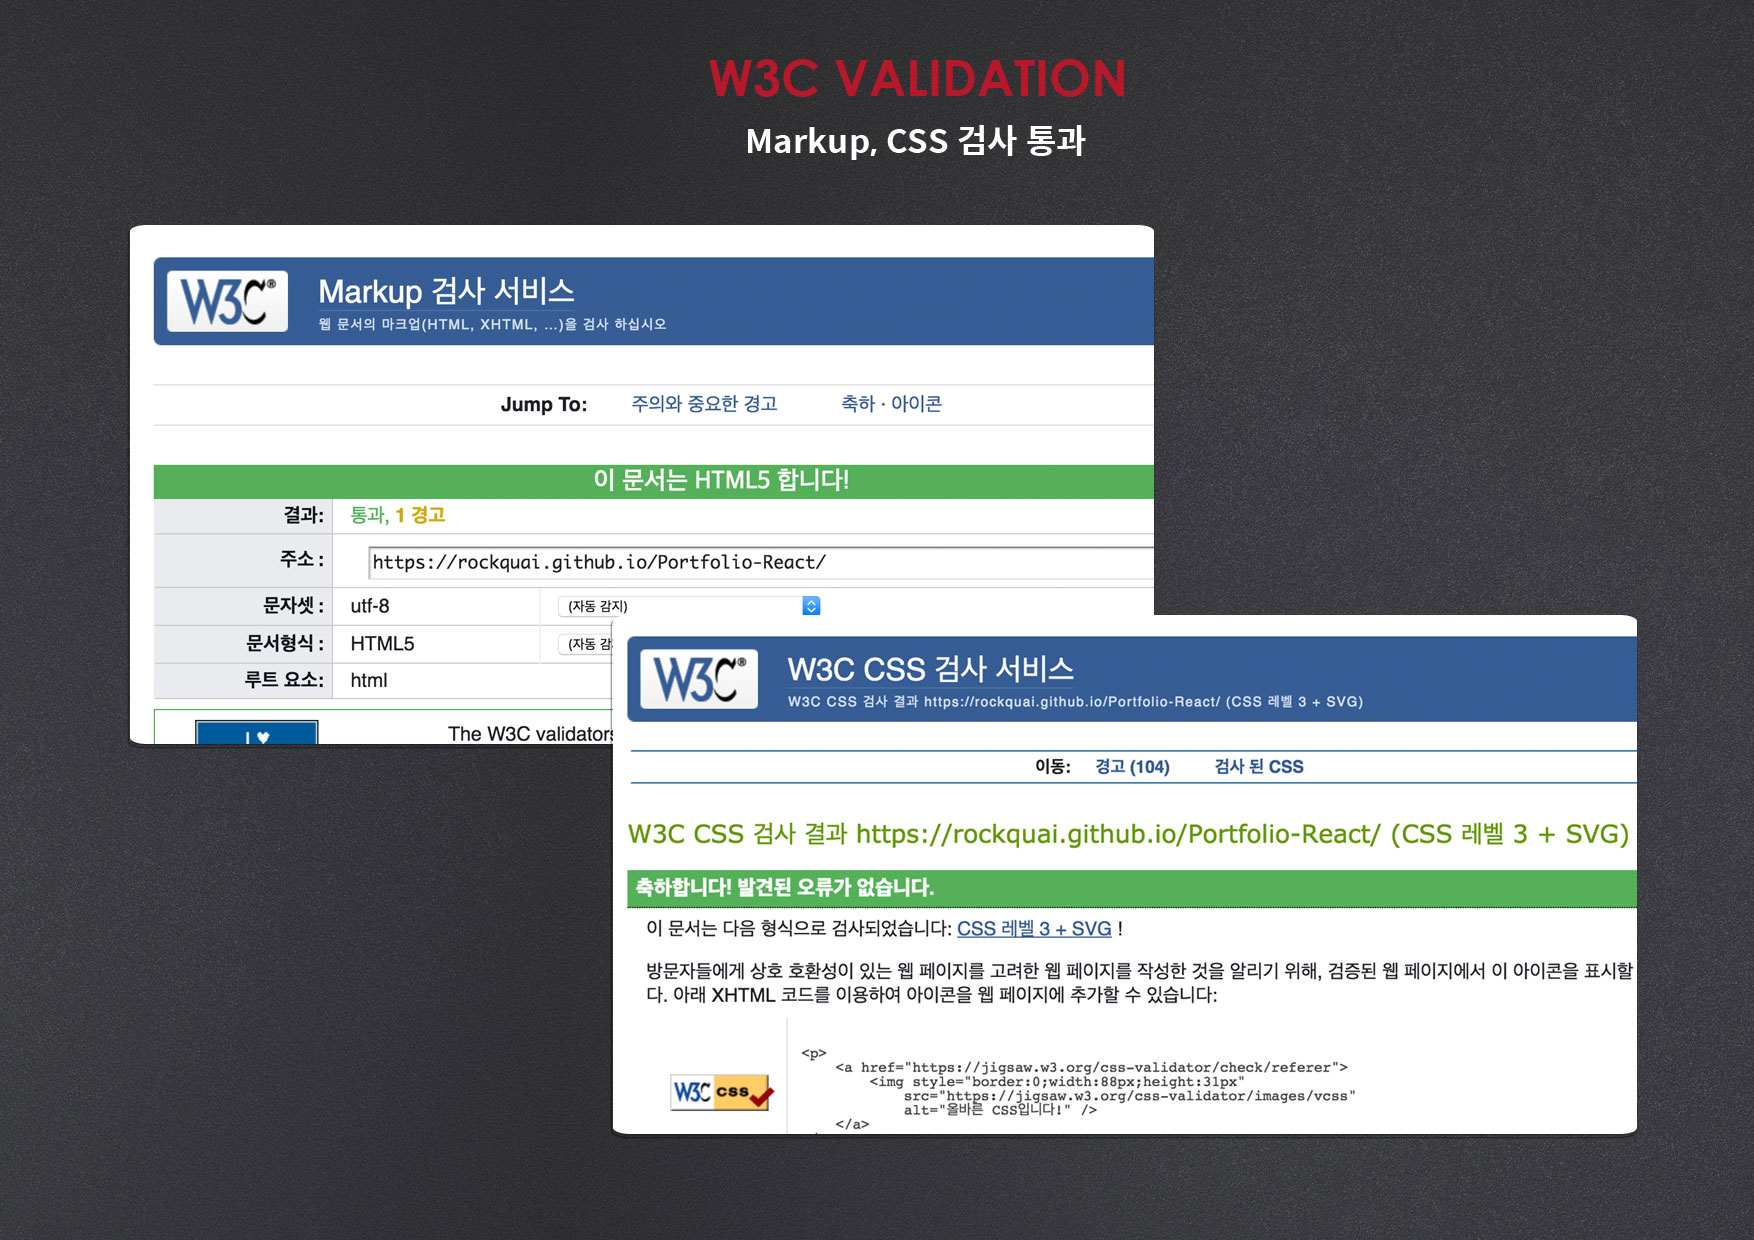 W3C VALIDATION
Markup, CSS 검사 통과
W3C®
Markup 검사 서비스
웹 문서의 마크업(HTML, XHTML, ...)을 검사 하십시오
Jump To: 주의와 중요한 경고 축하 · 아이콘
이 문서는 HTML5 합니다!
결과: 통과, 1 경고
주소 : https://rockquai.github.io/Portfolio-React/
문자셋 : utf-8 (자동 감지)
문서형식 : HTML5 (자동 감
루트 요소: html
I ♥
The W3C validators
W3C®
W3C CSS 검사 서비스
W3C CSS 검사 결과 https://rockquai.github.io/Portfolio-React/ (CSS 레벨 3 + SVG)
이동: 경고 (104) 검사 된 CSS
W3C CSS 검사 결과 https://rockquai.github.io/Portfolio-React/ (CSS 레벨 3 + SVG)
축하합니다! 발견된 오류가 없습니다.
이 문서는 다음 형식으로 검사되었습니다: CSS 레벨 3 + SVG !
방문자들에게 상호 호환성이 있는 웹 페이지를 고려한 웹 페이지를 작성한 것을 알리기 위해, 검증된 웹 페이지에서 이 아이콘을 표시할
다. 아래 XHTML 코드를 이용하여 아이콘을 웹 페이지에 추가할 수 있습니다:
W3C css
<p>
<a href="https://jigsaw.w3.org/css-validator/check/referer">
<img style="border:0;width:88px;height:31px"
src="https://jigsaw.w3.org/css-validator/images/vcss"
alt="올바른 CSS입니다!" />
</a>